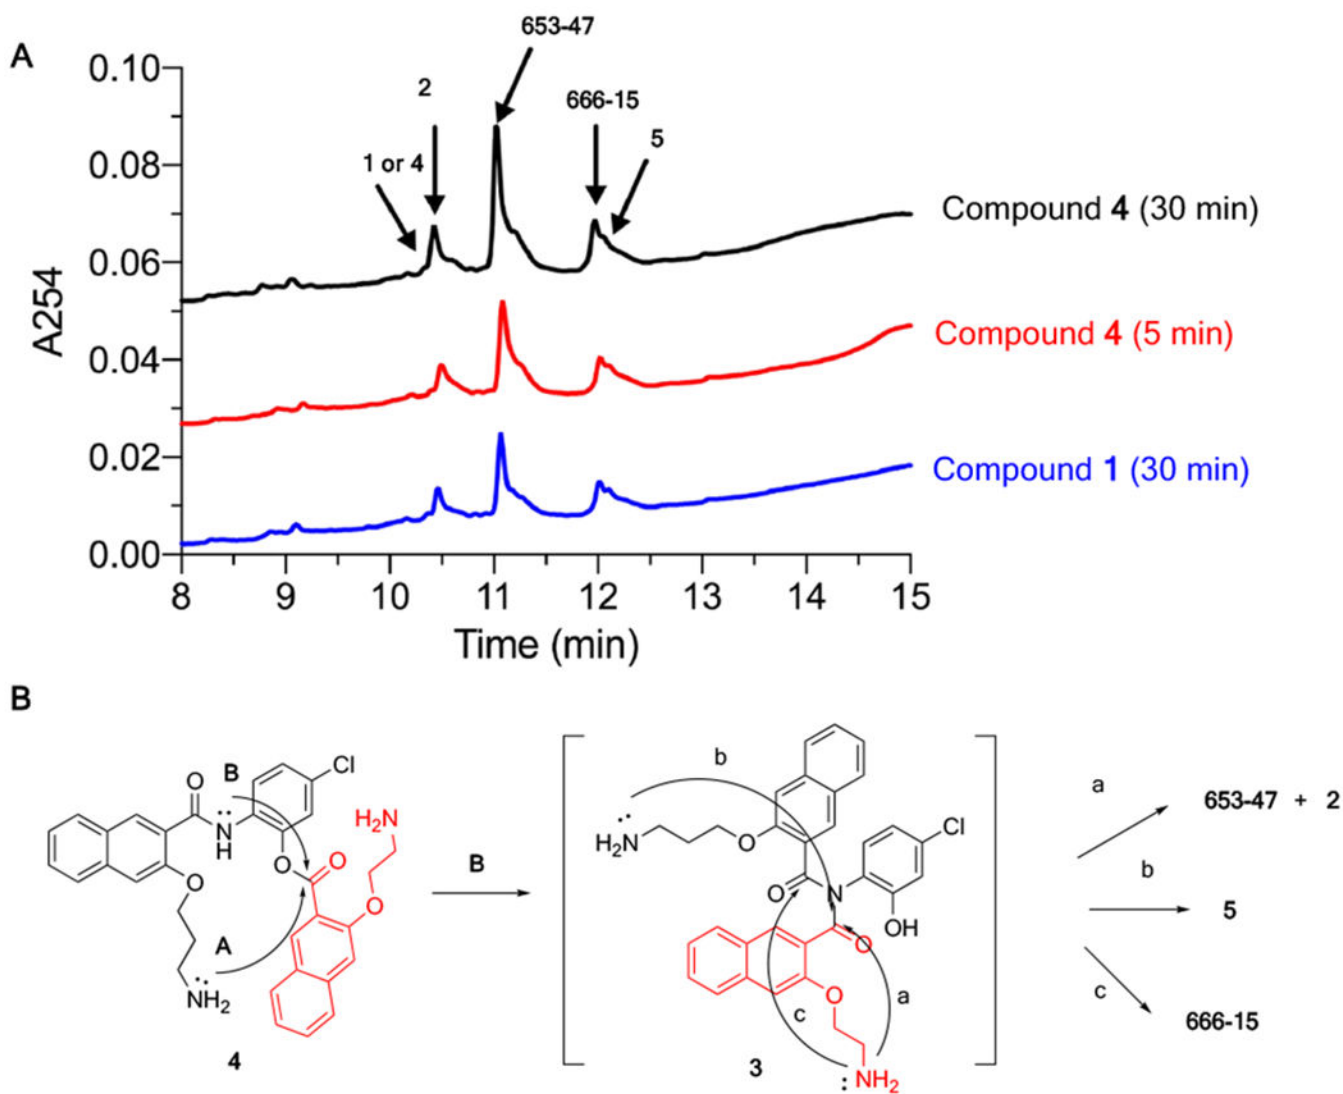 A
653-47
2
666-15
5
1 or 4
0.10
0.08
0.06
0.04
0.02
0.00
A254
Compound 4 (30 min)
Compound 4 (5 min)
Compound 1 (30 min)
8 9 10 11 12 13 14 15
Time (min)
B
O
B
Cl
N
H
O
O
H2N
O
O
A
NH2
4
B
b
H2N
O
O
N
Cl
OH
O
O
a
c
NH2
3
a
653-47 + 2
b
5
c
666-15